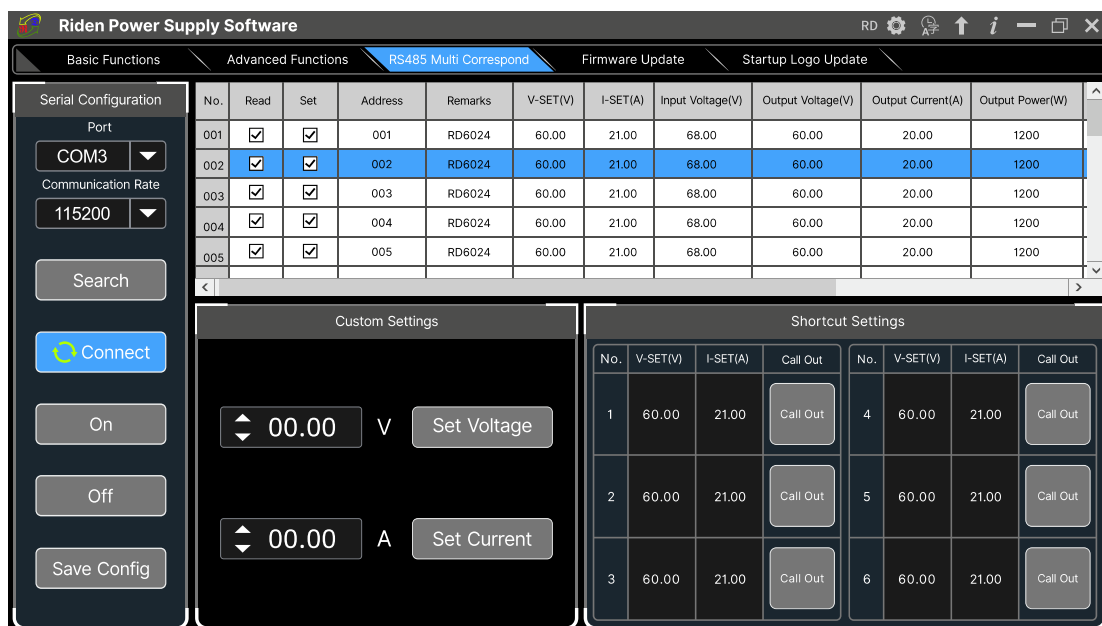 Riden Power Supply Software RD i
Basic Functions Advanced Functions RS485 Multi Correspond Firmware Update Startup Logo Update
Serial Configuration
Port
COM3
Communication Rate
115200
Search
Connect
On
Off
Save Config
No. Read Set Address Remarks V-SET(V) I-SET(A) Input Voltage(V) Output Voltage(V) Output Current(A) Output Power(W)
001 001 RD6024 60.00 21.00 68.00 60.00 20.00 1200
002 002 RD6024 60.00 21.00 68.00 60.00 20.00 1200
003 003 RD6024 60.00 21.00 68.00 60.00 20.00 1200
004 004 RD6024 60.00 21.00 68.00 60.00 20.00 1200
005 005 RD6024 60.00 21.00 68.00 60.00 20.00 1200
Custom Settings
00.00 V Set Voltage
00.00 A Set Current
Shortcut Settings
No. V-SET(V) I-SET(A) Call Out No. V-SET(V) I-SET(A) Call Out
1 60.00 21.00 Call Out 4 60.00 21.00 Call Out
2 60.00 21.00 Call Out 5 60.00 21.00 Call Out
3 60.00 21.00 Call Out 6 60.00 21.00 Call Out